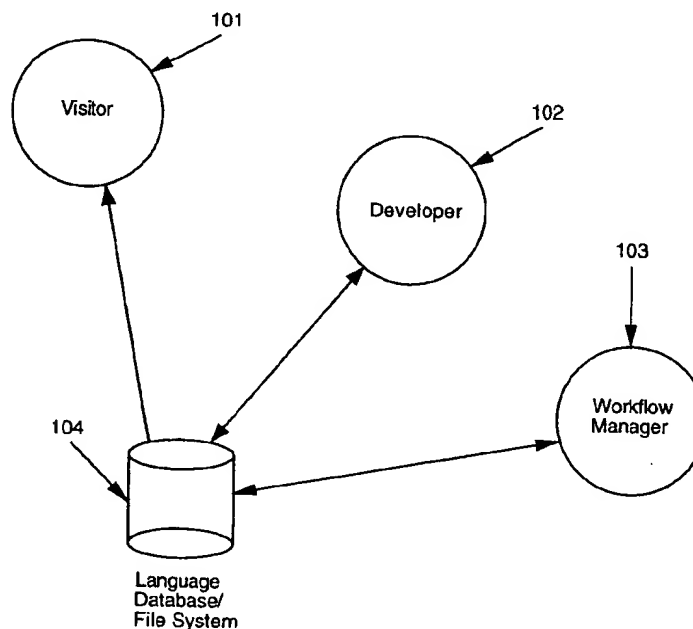 101
Visitor
102
Developer
103
Workflow
Manager
104
Language
Database/
File System